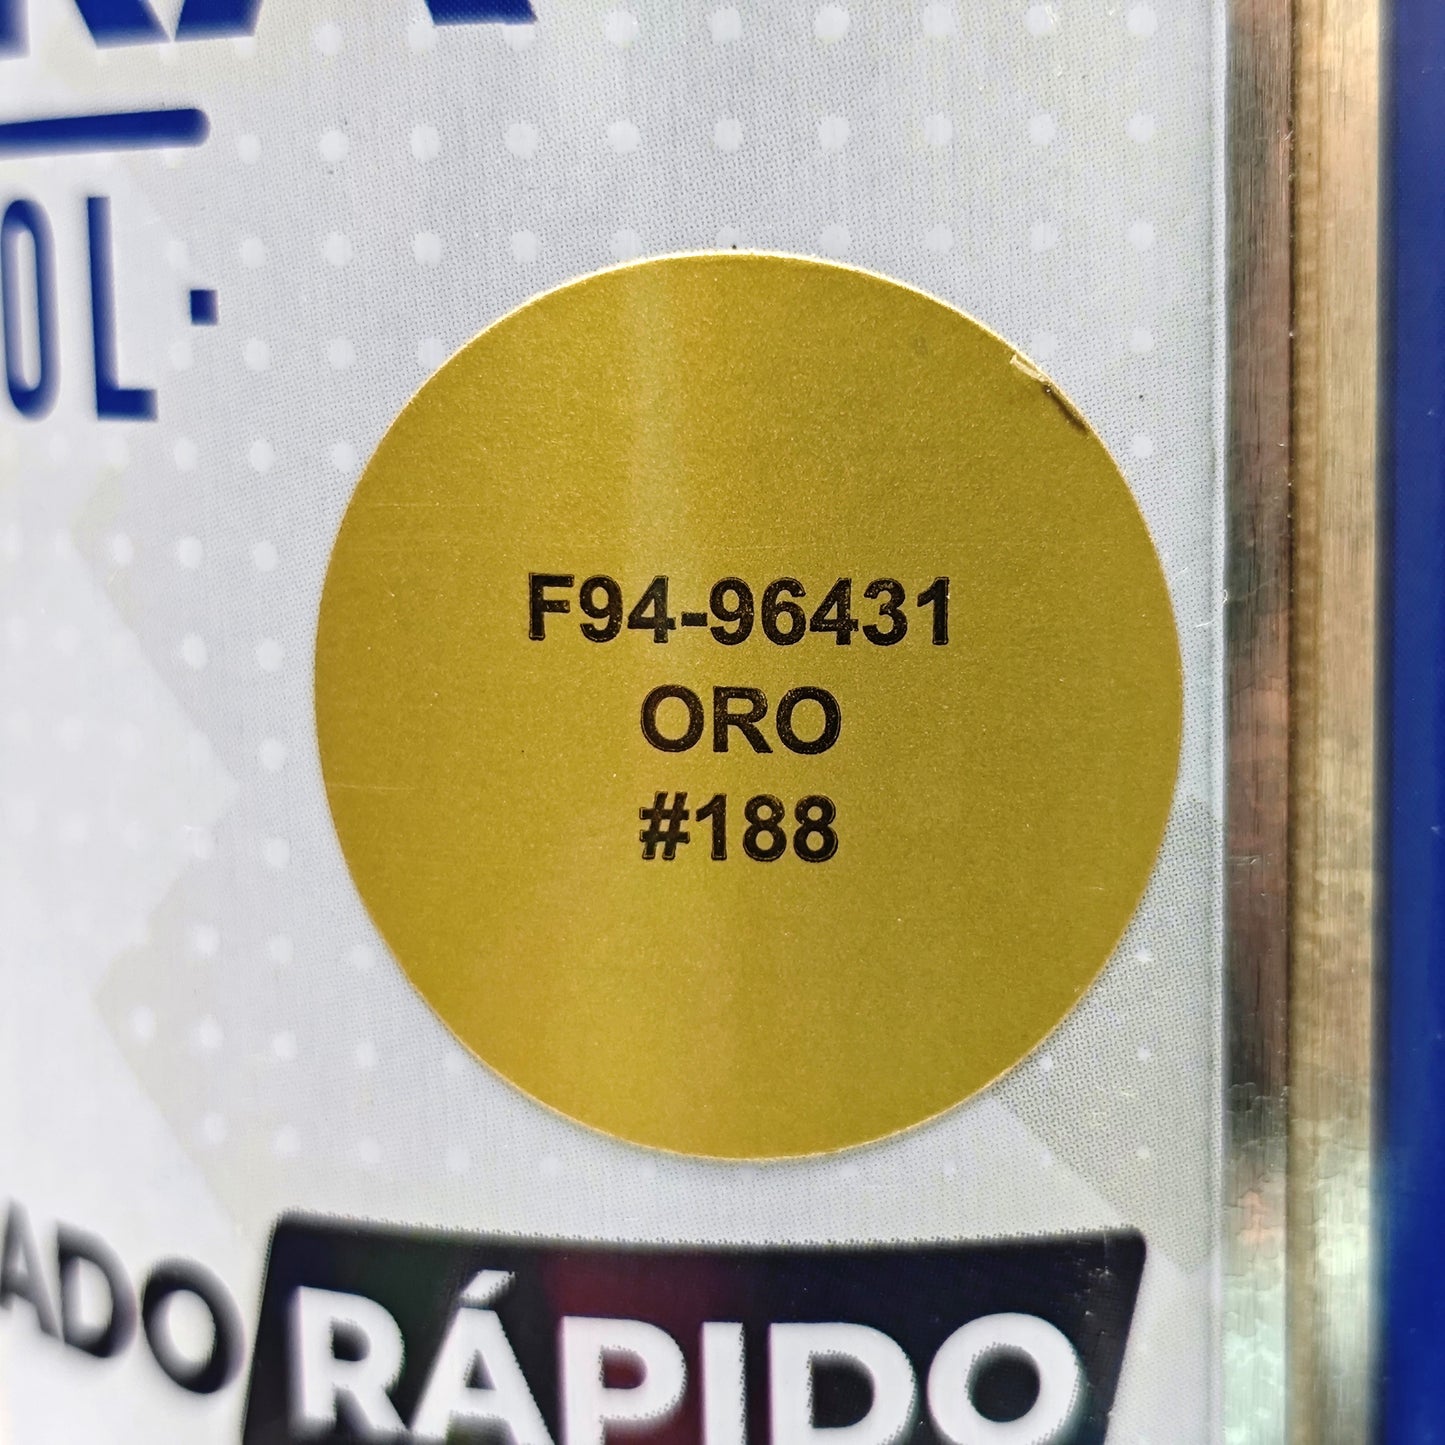 OL.
F94-96431
ORO
#188
ADO RÁPIDO